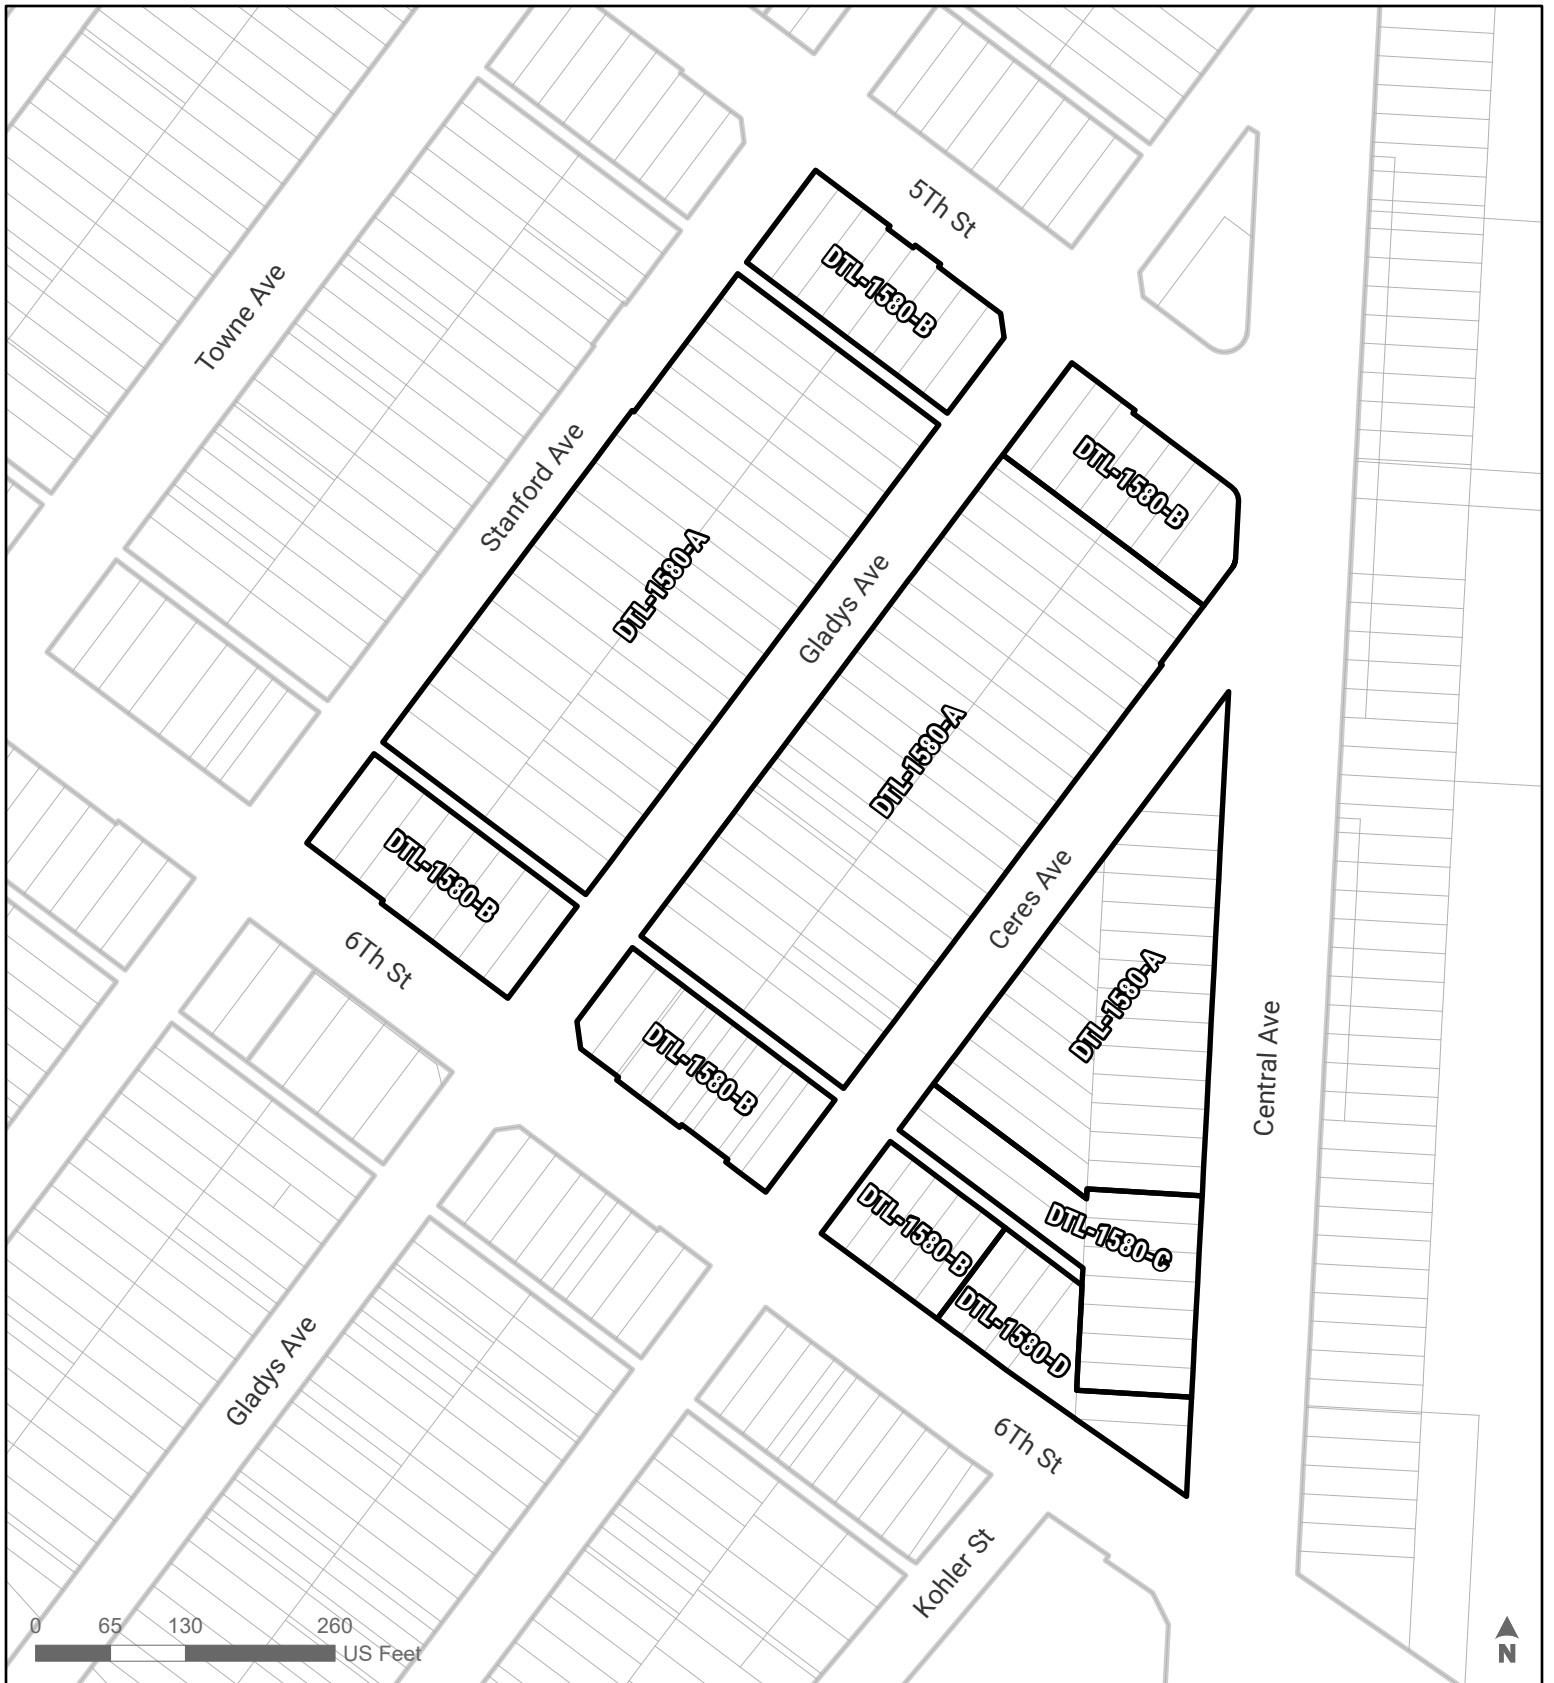 5Th St
DTL-1580-B
Towne Ave
Stanford Ave
DTL-1580-B
DTL-1580-A
Gladys Ave
DTL-1580-A
DTL-1580-B
Ceres Ave
6Th St
DTL-1580-A
DTL-1580-B
Central Ave
DTL-1580-B
DTL-1580-C
DTL-1580-D
Gladys Ave
6Th St
Kohler St
0 65 130 260
US Feet
N